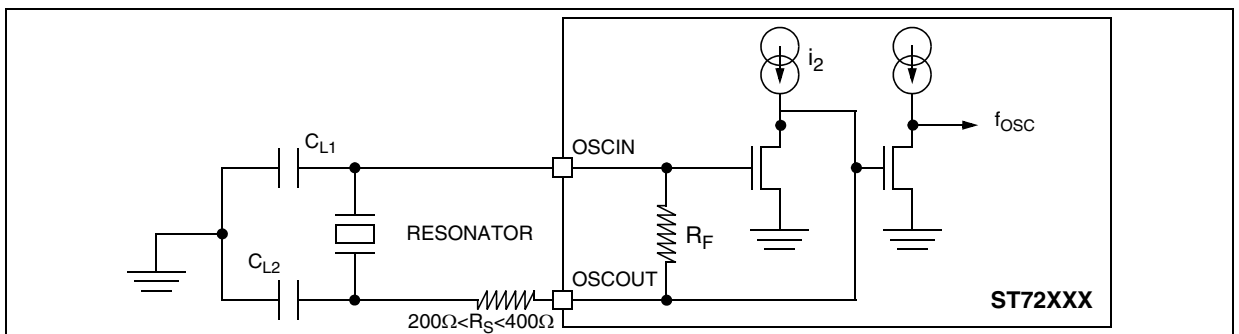 i2
fOSC
CL1
OSCIN
RESONATOR
RF
CL2
OSCOUT
200Ω<RS<400Ω
ST72XXX